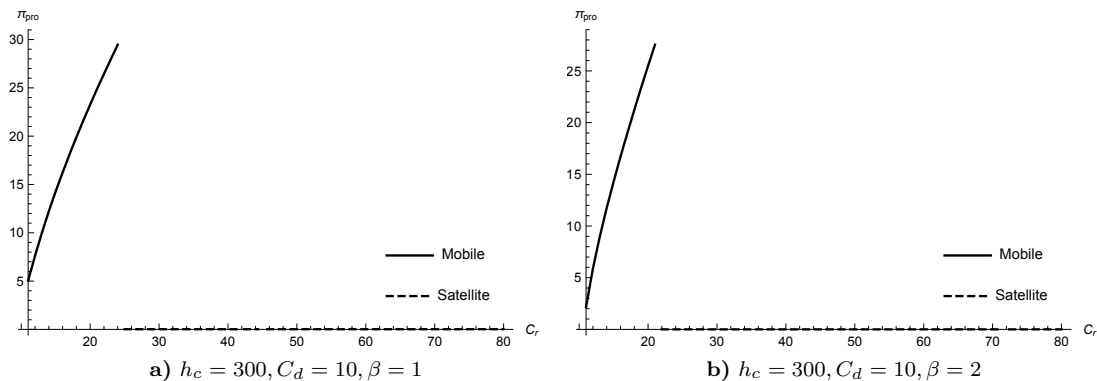 π_pro
30
25
20
15
10
5
20 30 40 50 60 70 80
C_r
Mobile
Satellite
a) h_c = 300, C_d = 10, β = 1
π_pro
25
20
15
10
5
20 30 40 50 60 70 80
C_r
Mobile
Satellite
b) h_c = 300, C_d = 10, β = 2